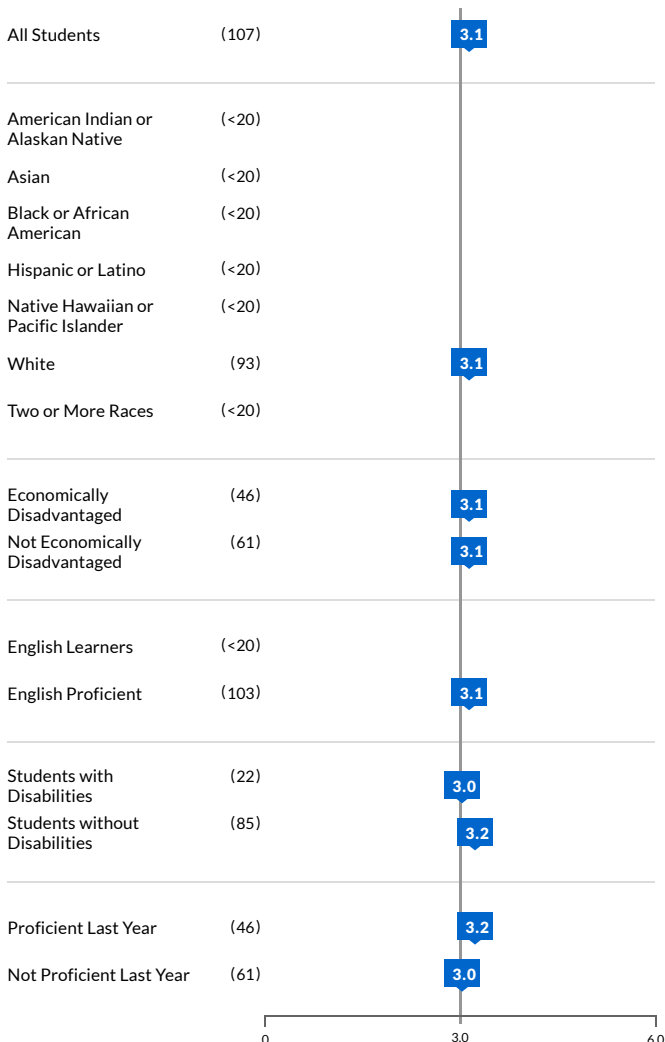 All Students (107) 3.1
American Indian or (<20)
Alaskan Native
Asian (<20)
Black or African (<20)
American
Hispanic or Latino (<20)
Native Hawaiian or (<20)
Pacific Islander
White (93) 3.1
Two or More Races (<20)
Economically (46) 3.1
Disadvantaged
Not Economically (61) 3.1
Disadvantaged
English Learners (<20)
English Proficient (103) 3.1
Students with (22) 3.0
Disabilities
Students without (85) 3.2
Disabilities
Proficient Last Year (46) 3.2
Not Proficient Last Year (61) 3.0
0 3.0 6.0